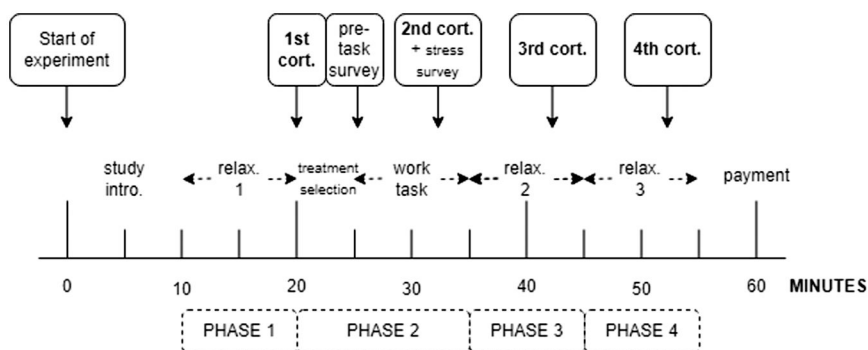 Start of
experiment
1st
cort.
pre-
task
survey
2nd cort.
+ stress
survey
3rd cort.
4th cort.
study
intro.
relax.
1
treatment
selection
work
task
relax.
2
relax.
3
payment
0 10 20 30 40 50 60 MINUTES
PHASE 1 PHASE 2 PHASE 3 PHASE 4